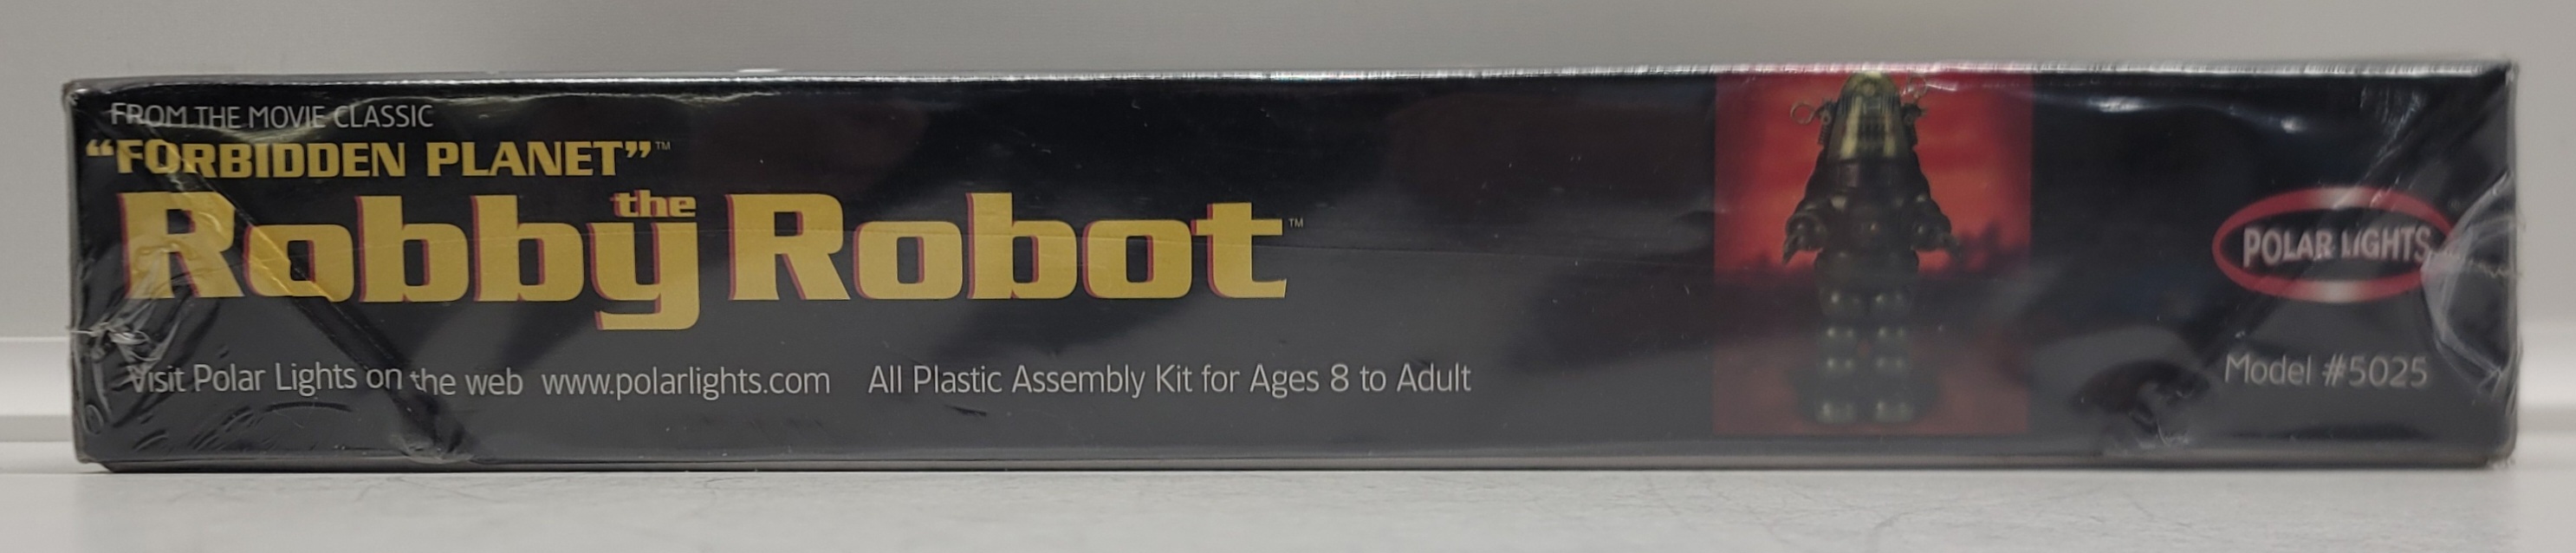 FROM THE MOVIE CLASSIC
“FORBIDDEN PLANET”™
Robby the Robot™
Visit Polar Lights on the web www.polarlights.com All Plastic Assembly Kit for Ages 8 to Adult
POLAR LIGHTS
Model #5025